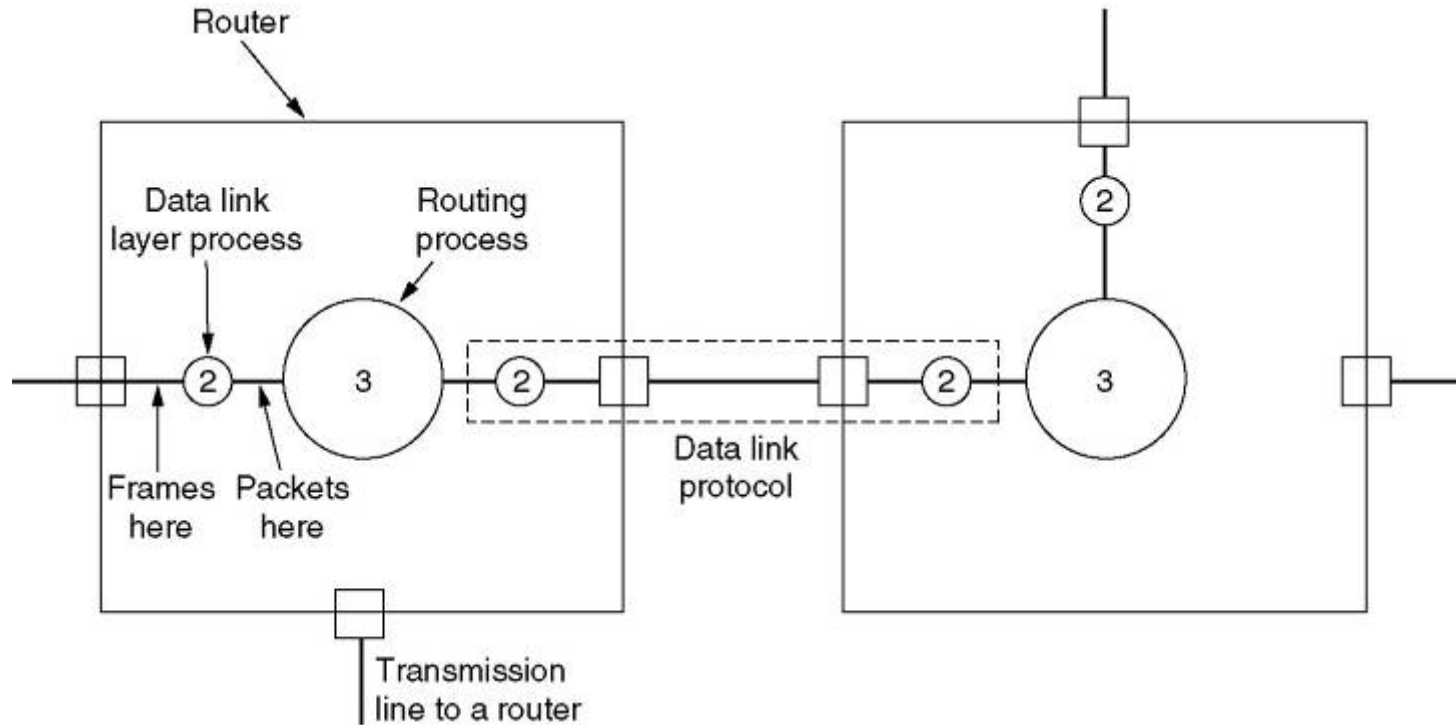 Router
Data link
layer process
Routing
process
2
2
3
2
2
3
Frames
here
Packets
here
Data link
protocol
Transmission
line to a router